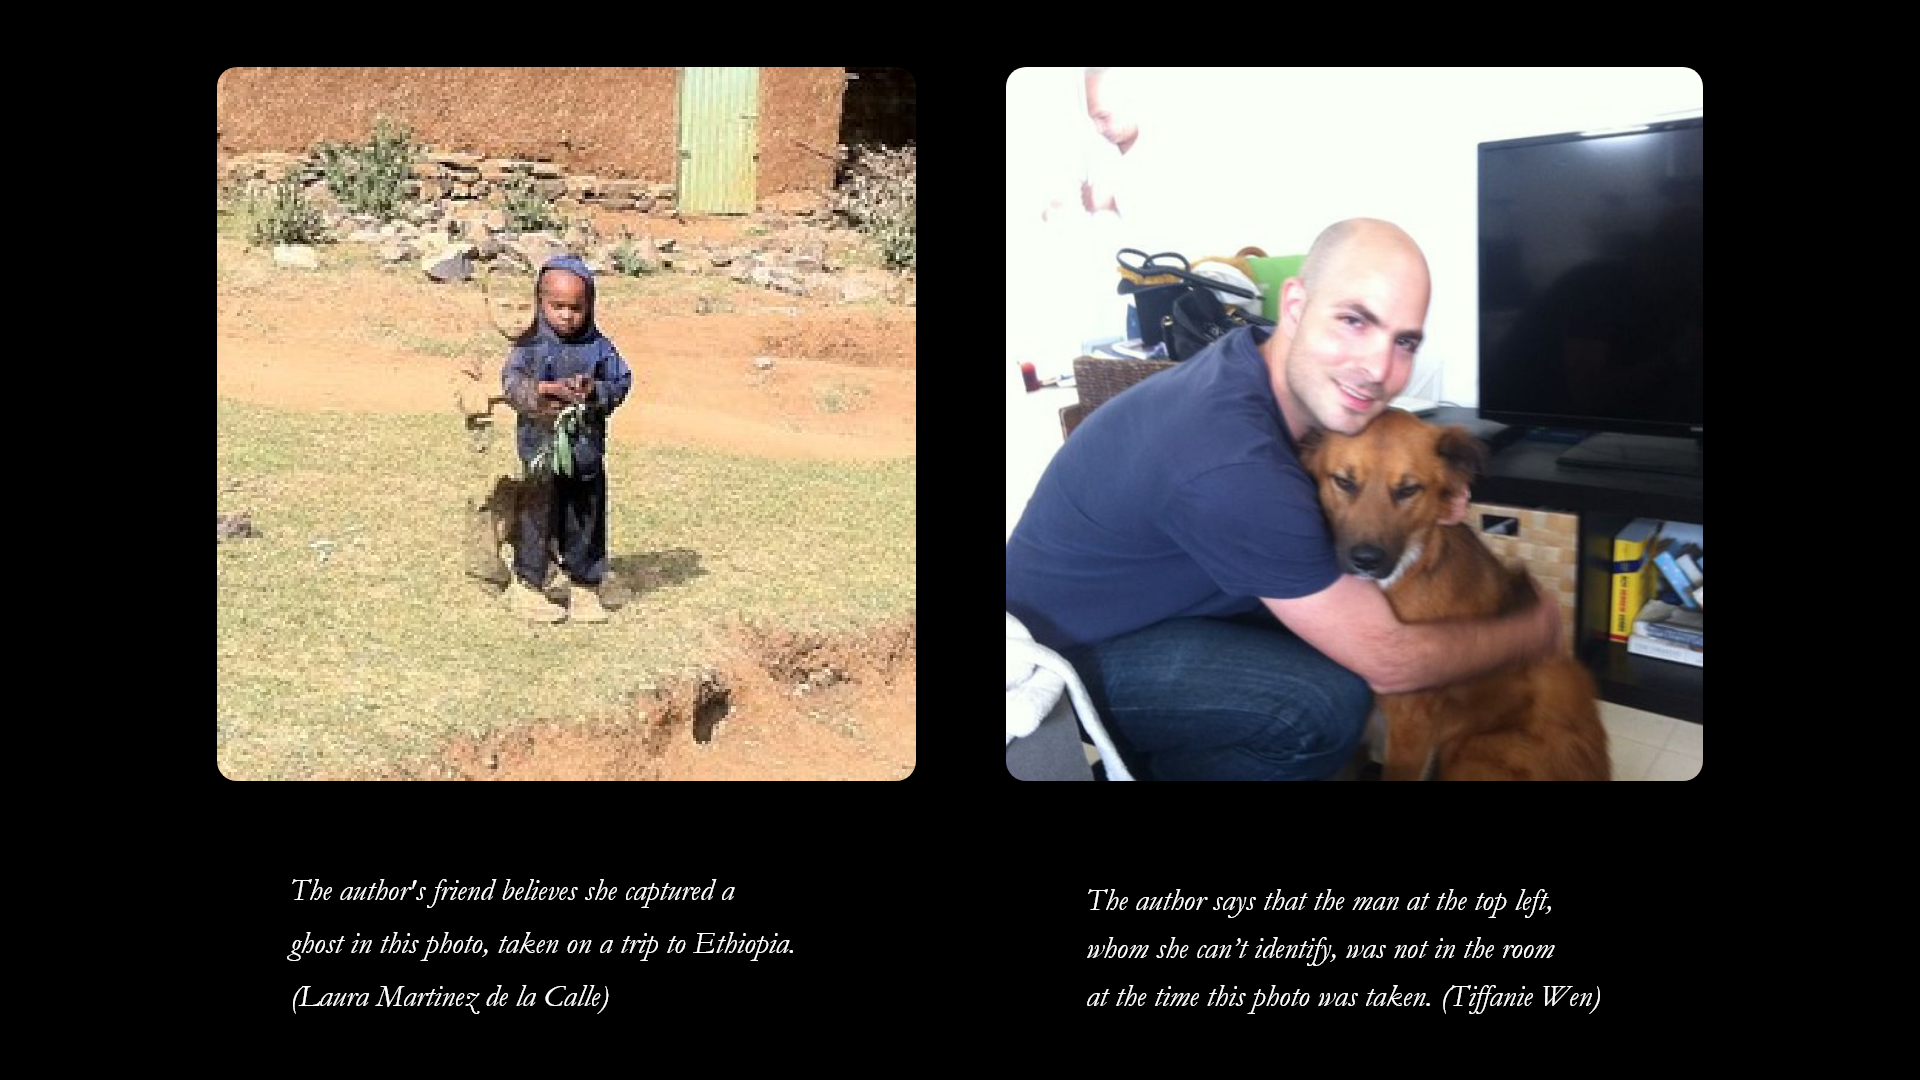 The author's friend believes she captured a
ghost in this photo, taken on a trip to Ethiopia.
(Laura Martinez de la Calle)
The author says that the man at the top left,
whom she can’t identify, was not in the room
at the time this photo was taken. (Tiffanie Wen)